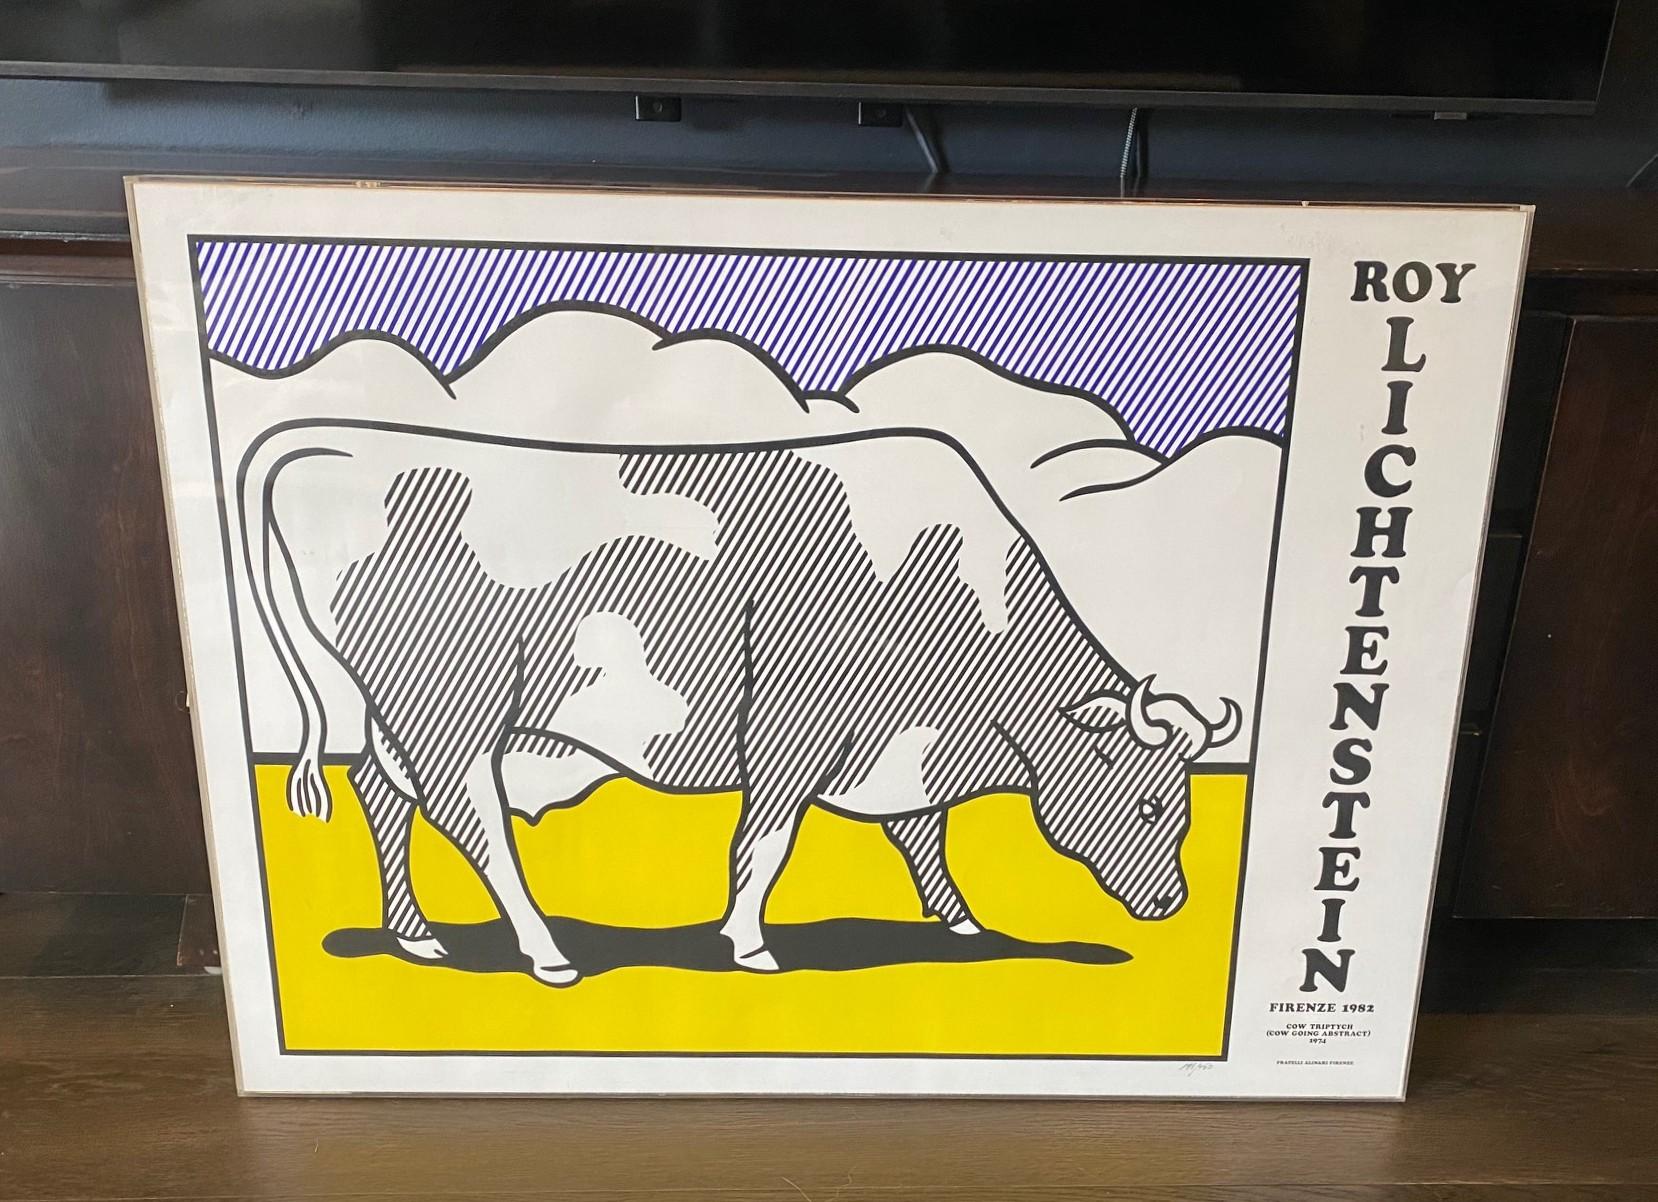 ROY
LICHTENSTEIN
FIRENZE 1982
COW TRIPTYCH
(COW GOING ABSTRACT)
1974
FRATELLI ALINARI FIRENZE